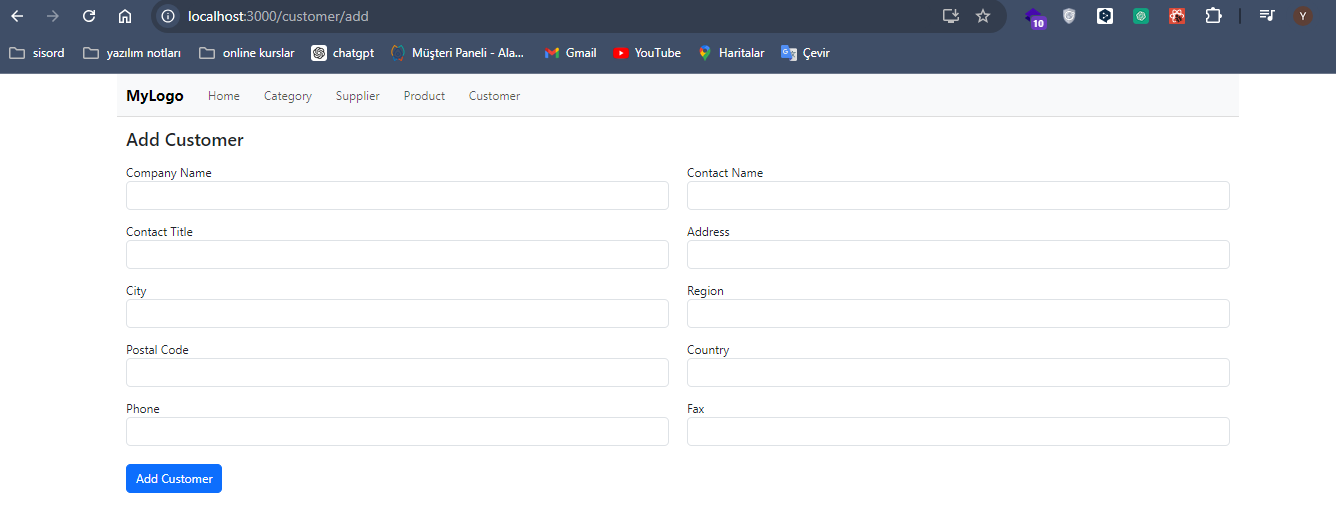 localhost:3000/customer/add
10
Y
sisord yazılım notları online kurslar chatgpt Müşteri Paneli - Ala... Gmail YouTube Haritalar Çevir
MyLogo Home Category Supplier Product Customer
Add Customer
Company Name Contact Name
Contact Title Address
City Region
Postal Code Country
Phone Fax
Add Customer